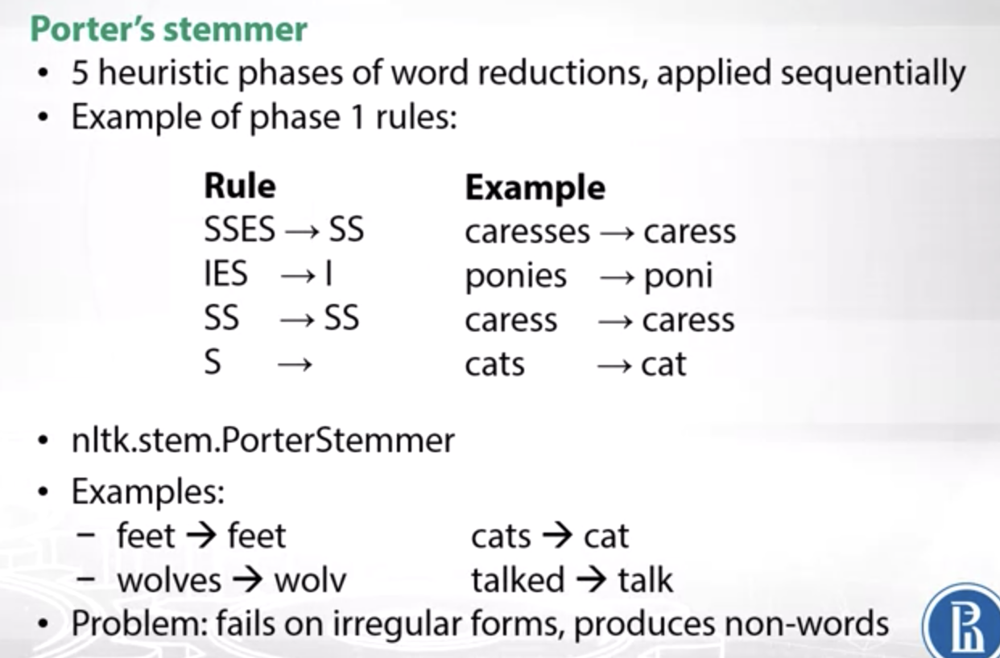 Porter's stemmer
• 5 heuristic phases of word reductions, applied sequentially
• Example of phase 1 rules:
Rule Example
SSES → SS caresses → caress
IES → I ponies → poni
SS → SS caress → caress
S → cats → cat
• nltk.stem.PorterStemmer
• Examples:
– feet → feet cats → cat
– wolves → wolv talked → talk
• Problem: fails on irregular forms, produces non-words